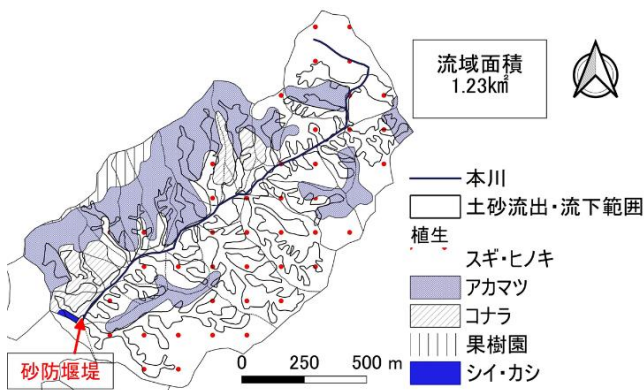 流域面積
1.23k㎡
本川
土砂流出・流下範囲
植生
スギ・ヒノキ
アカマツ
コナラ
果樹園
シイ・カシ
砂防堰堤
0 250 500 m